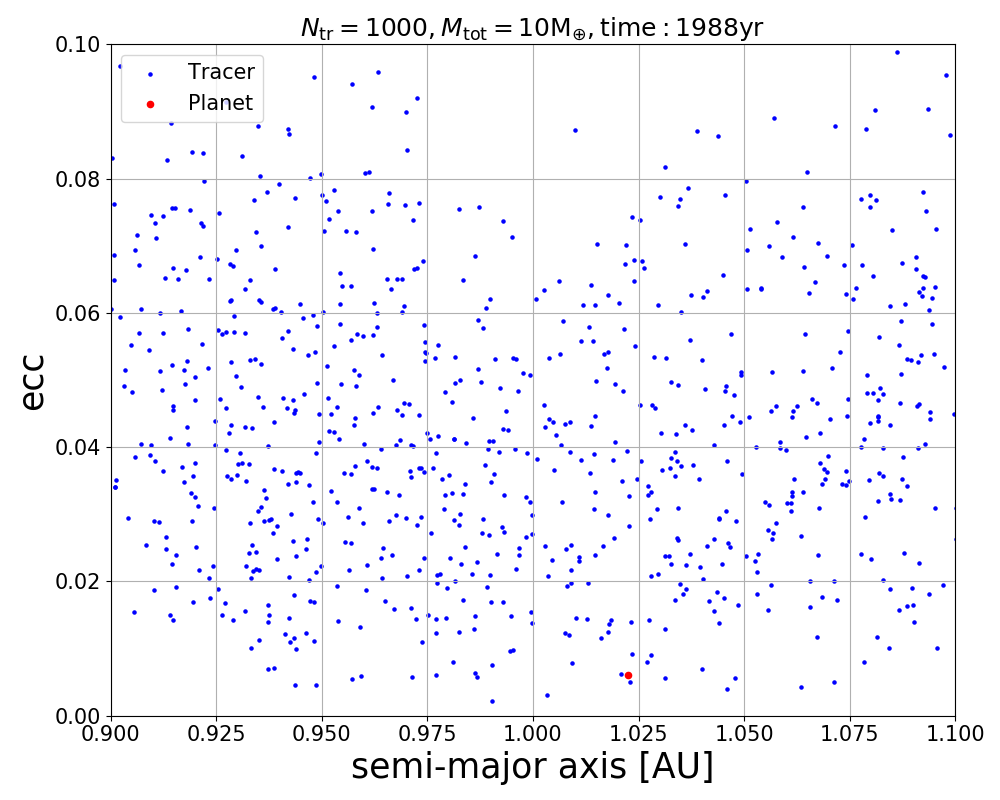 N_tr = 1000, M_tot = 10M_⊕, time : 1988yr
Tracer
Planet
ecc
0.10
0.08
0.06
0.04
0.02
0.00
0.900 0.925 0.950 0.975 1.000 1.025 1.050 1.075 1.100
semi-major axis [AU]